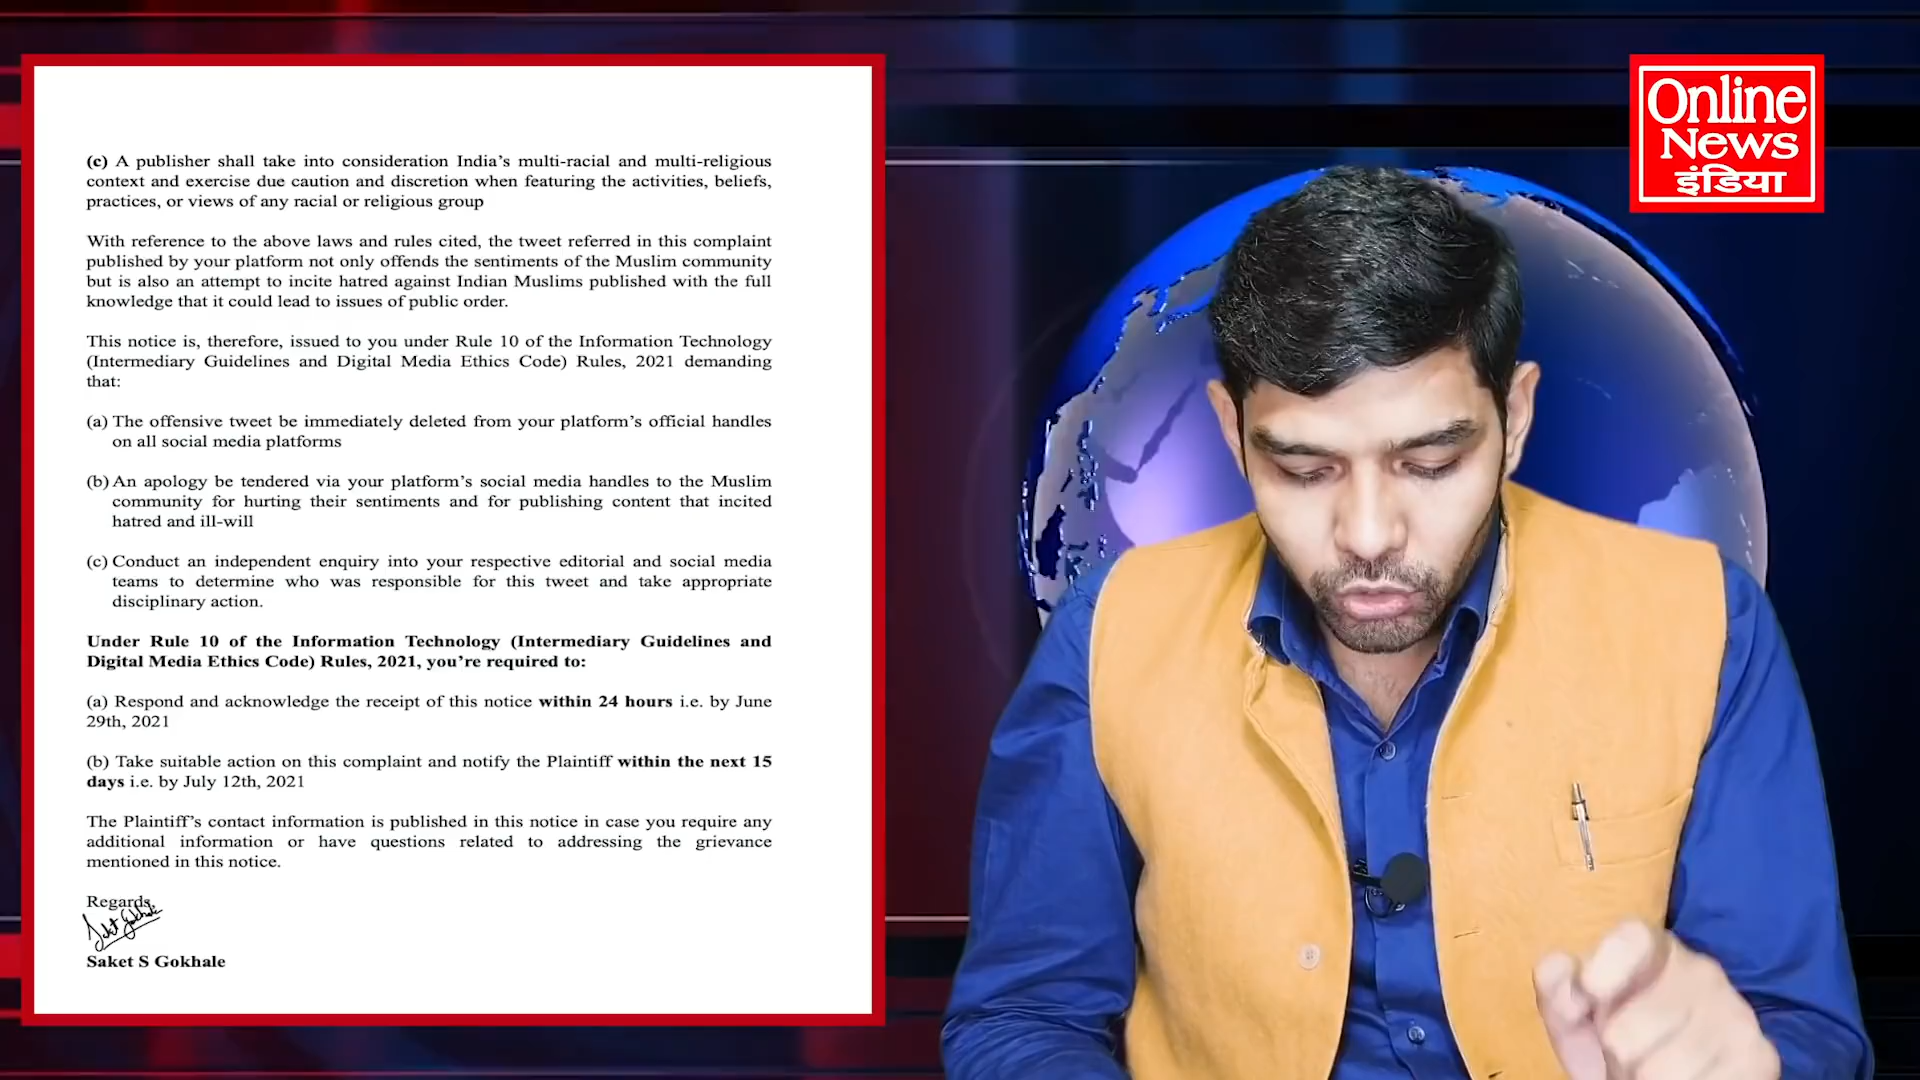 (c) A publisher shall take into consideration India’s multi-racial and multi-religious
context and exercise due caution and discretion when featuring the activities, beliefs,
practices, or views of any racial or religious group
With reference to the above laws and rules cited, the tweet referred in this complaint
published by your platform not only offends the sentiments of the Muslim community
but is also an attempt to incite hatred against Indian Muslims published with the full
knowledge that it could lead to issues of public order.
This notice is, therefore, issued to you under Rule 10 of the Information Technology
(Intermediary Guidelines and Digital Media Ethics Code) Rules, 2021 demanding
that:
(a) The offensive tweet be immediately deleted from your platform’s official handles
on all social media platforms
(b) An apology be tendered via your platform’s social media handles to the Muslim
community for hurting their sentiments and for publishing content that incited
hatred and ill-will
(c) Conduct an independent enquiry into your respective editorial and social media
teams to determine who was responsible for this tweet and take appropriate
disciplinary action.
Under Rule 10 of the Information Technology (Intermediary Guidelines and
Digital Media Ethics Code) Rules, 2021, you’re required to:
(a) Respond and acknowledge the receipt of this notice within 24 hours i.e. by June
29th, 2021
(b) Take suitable action on this complaint and notify the Plaintiff within the next 15
days i.e. by July 12th, 2021
The Plaintiff’s contact information is published in this notice in case you require any
additional information or have questions related to addressing the grievance
mentioned in this notice.
Regards,
Saket Gokhale
Saket S Gokhale
Online
News
इंडिया